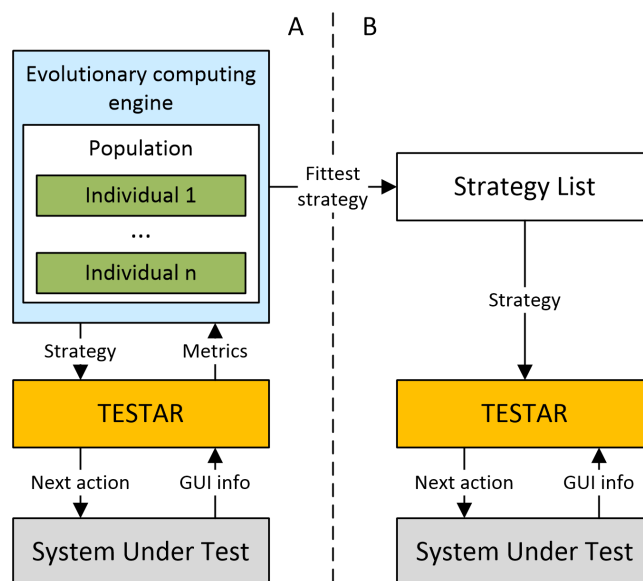 A
B
Evolutionary computing
engine
Population
Individual 1
...
Individual n
Fittest
strategy
Strategy List
Strategy
Metrics
Strategy
TESTAR
TESTAR
Next action
GUI info
Next action
GUI info
System Under Test
System Under Test